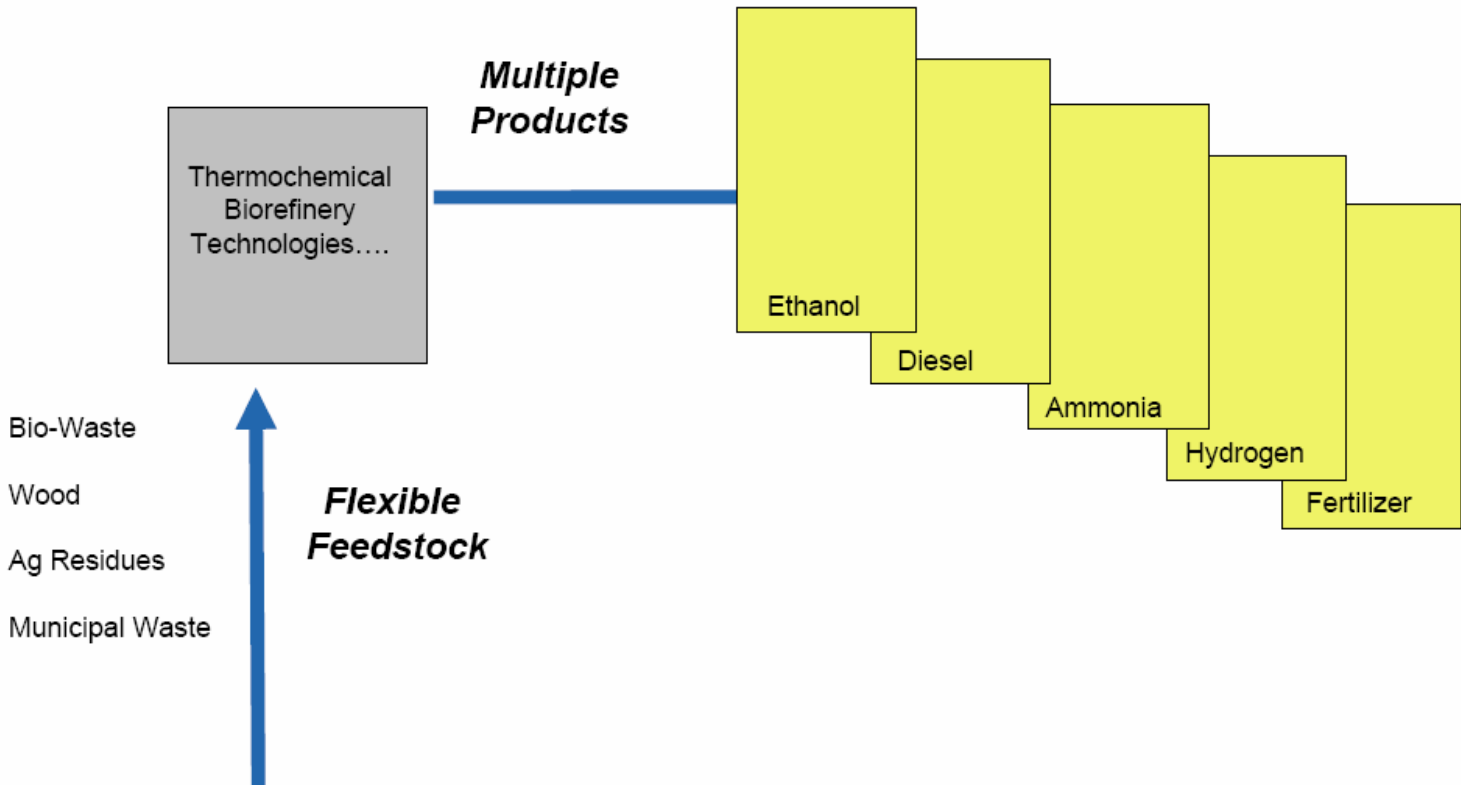 Multiple
Products
Thermochemical
Biorefinery
Technologies....
Ethanol
Diesel
Ammonia
Hydrogen
Fertilizer
Bio-Waste
Wood
Ag Residues
Municipal Waste
Flexible
Feedstock